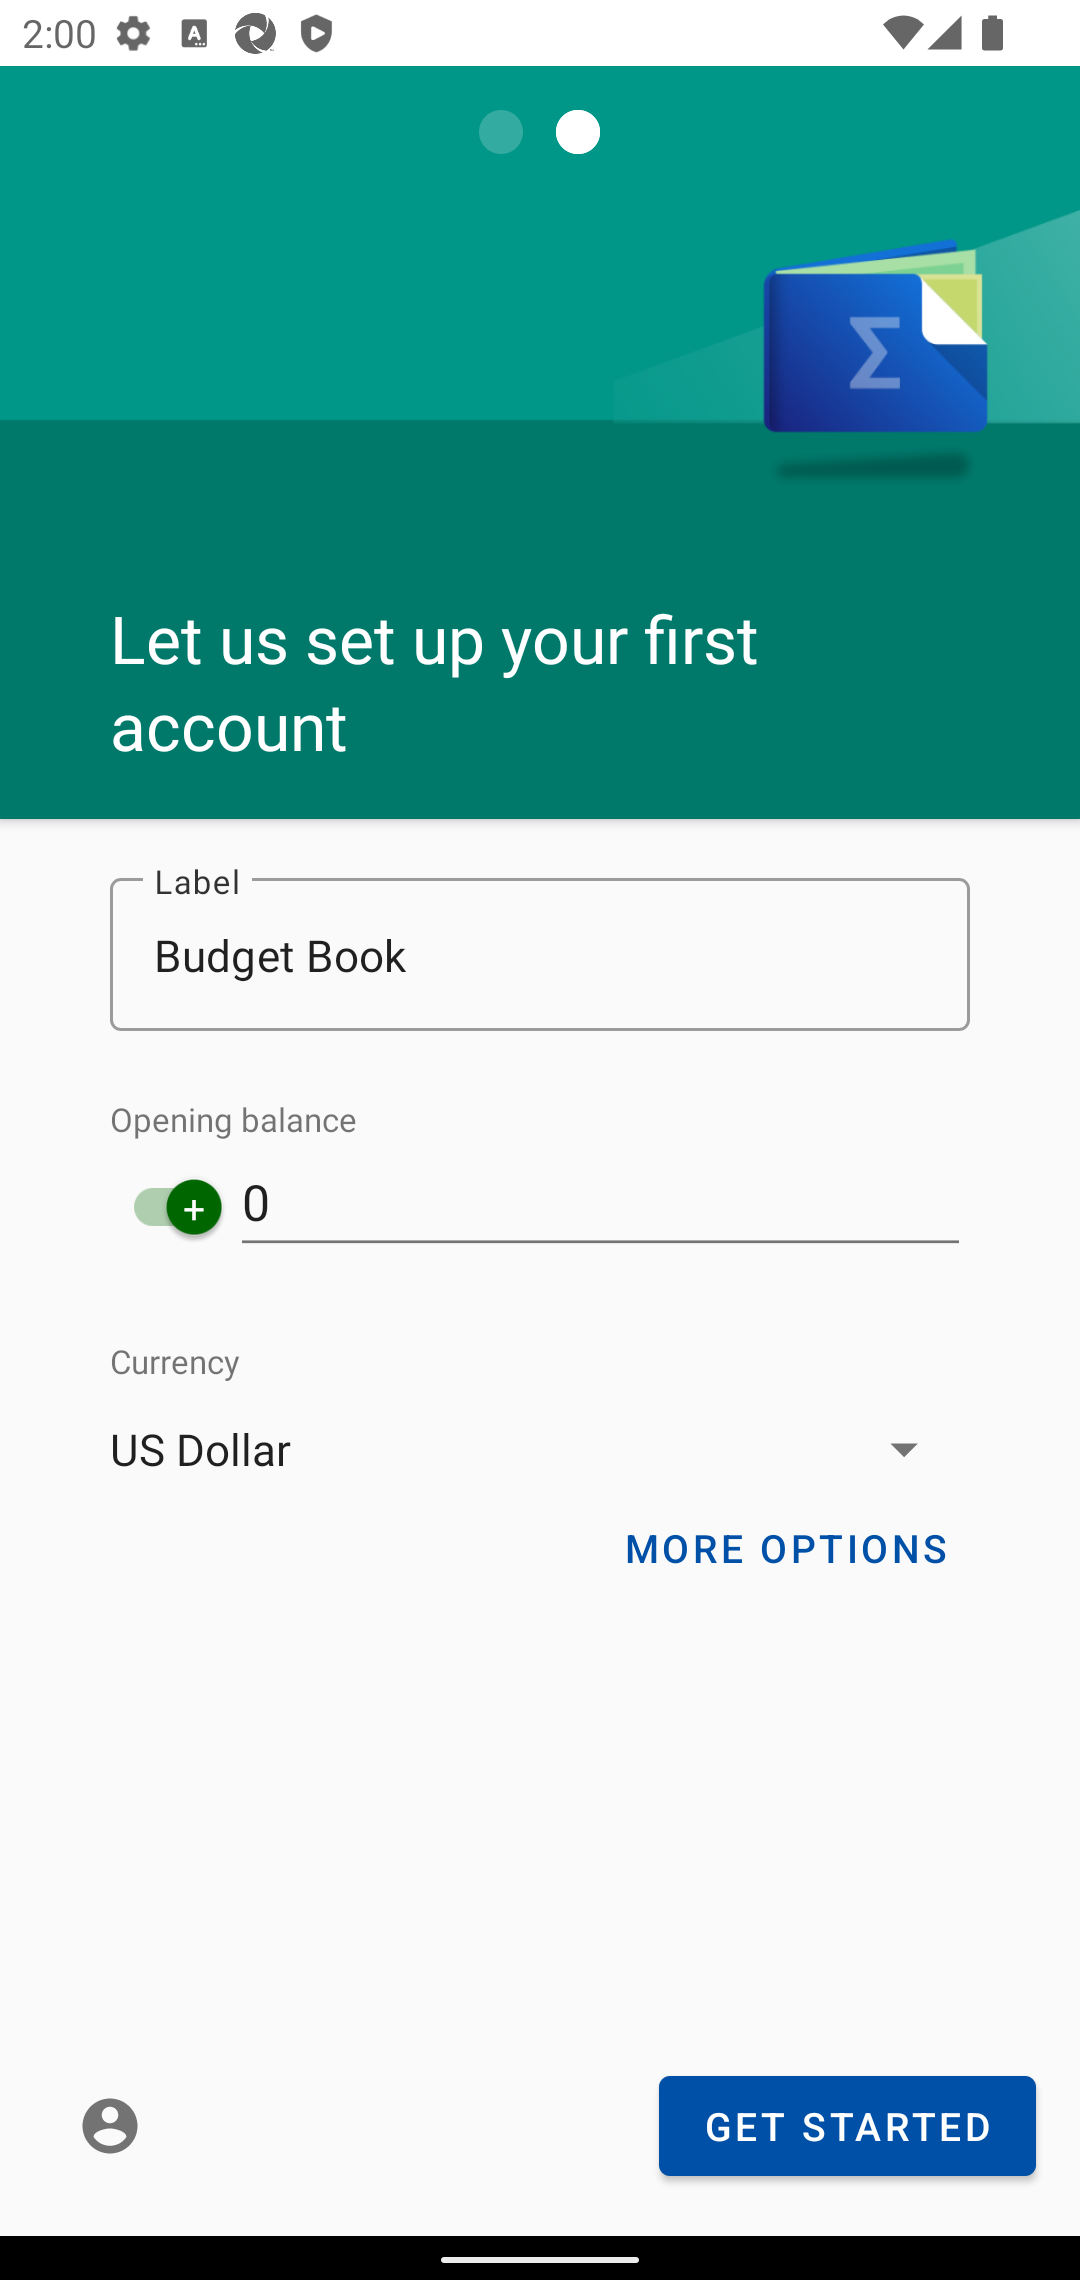 2:00
Let us set up your first
account
Label
Budget Book
Opening balance
+ 0
Currency
US Dollar
MORE OPTIONS
GET STARTED